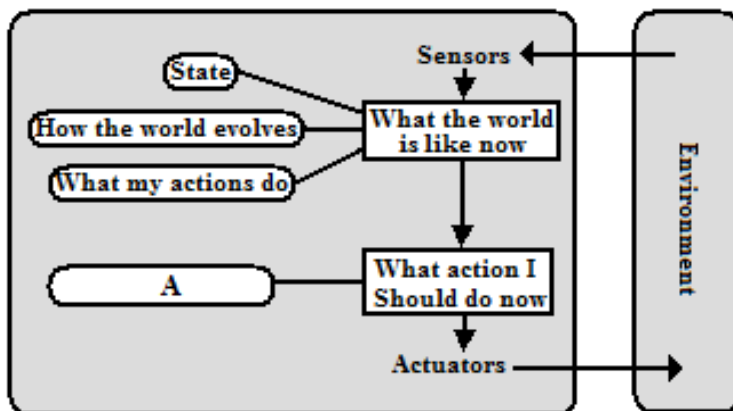 Sensors
State
What the world
is like now
How the world evolves
What my actions do
Environment
What action I
Should do now
A
Actuators